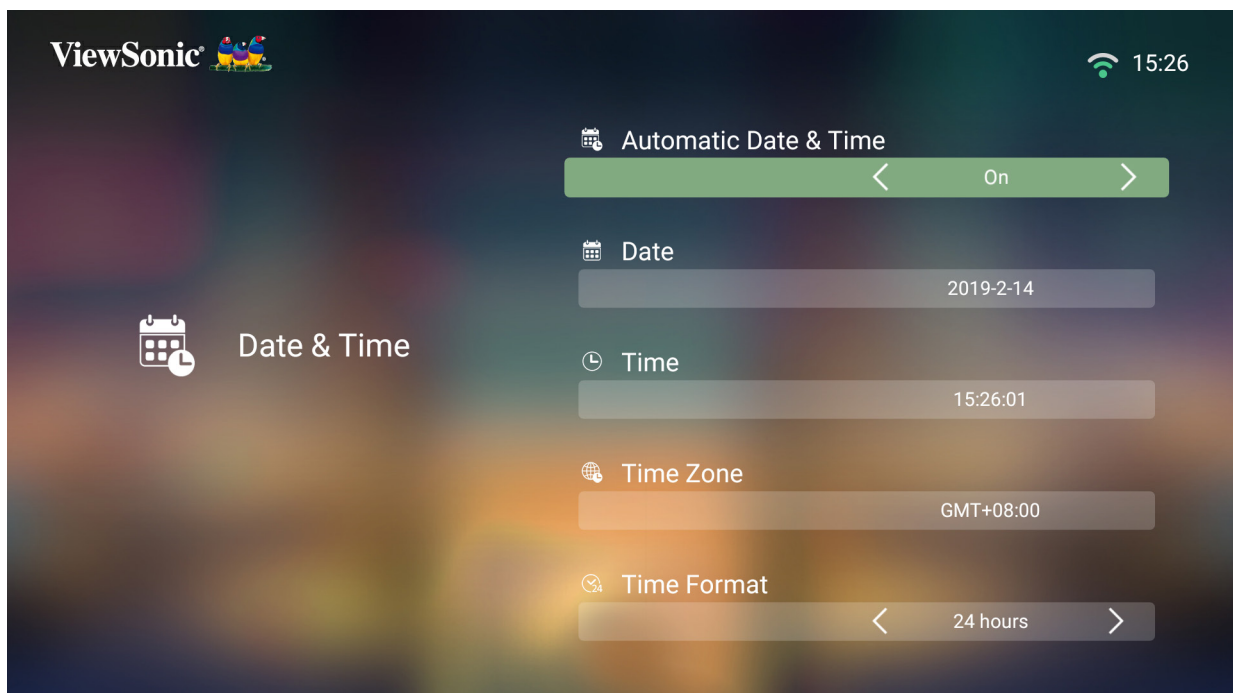 ViewSonic®
15:26
Date & Time
Automatic Date & Time
On
Date
2019-2-14
Time
15:26:01
Time Zone
GMT+08:00
24
Time Format
24 hours